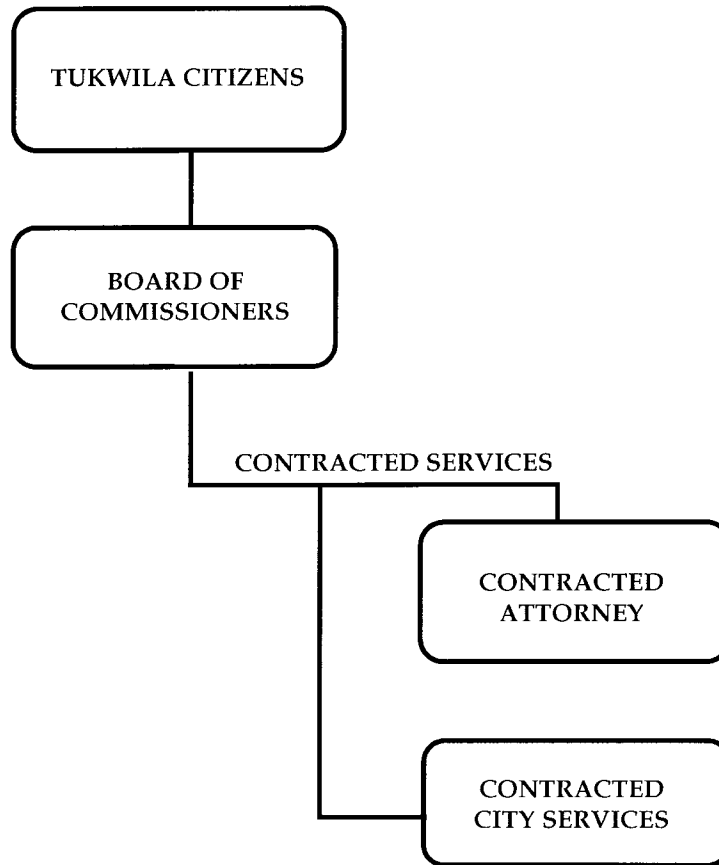 TUKWILA CITIZENS
BOARD OF
COMMISSIONERS
CONTRACTED SERVICES
CONTRACTED
ATTORNEY
CONTRACTED
CITY SERVICES